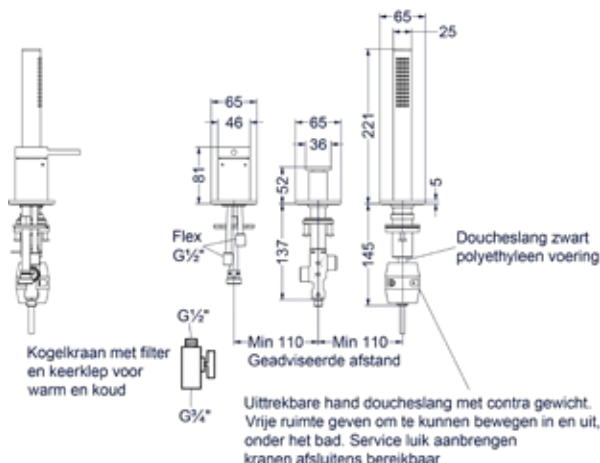 65
25
65
46
65
36
221
81
52
5
137
145
Flex
G½"
Doucheslang zwart
polyethyleen voering
G½"
Min 110
Min 110
Geadviseerde afstand
Kogelkraan met filter
en keerklep voor
warm en koud
G¾"
Uittrekbare hand doucheslang met contra gewicht.
Vrije ruimte geven om te kunnen bewegen in en uit,
onder het bad. Service luik aanbrengen
kranen afsluitens bereikbaar